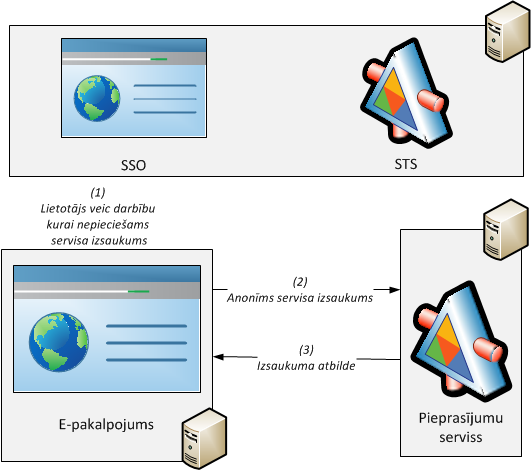 SSO
STS
(1)
Lietotājs veic darbību
kurai nepieciešams
servisa izsaukums
(2)
Anonīms servisa izsaukums
(3)
Izsaukuma atbilde
E-pakalpojums
Pieprasījumu
serviss